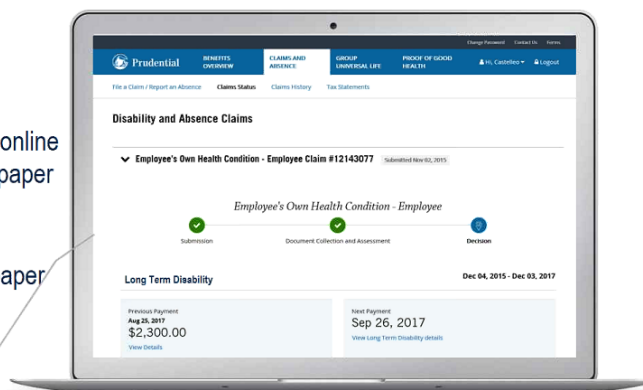 Change Password Contact Us Forms
Prudential
BENEFITS OVERVIEW
CLAIMS AND ABSENCE
GROUP UNIVERSAL LIFE
PROOF OF GOOD HEALTH
Hi, Castelleo
Logout
File a Claim / Report an Absence Claims Status Claims History Tax Statements
Disability and Absence Claims
online
paper
Employee's Own Health Condition - Employee Claim #12143077 Submitted Nov 02, 2015
Employee's Own Health Condition - Employee
Submission Document Collection and Assessment Decision
aper
Long Term Disability Dec 04, 2015 - Dec 03, 2017
Previous Payment
Aug 25, 2017
$2,300.00
View Details
Next Payment
Sep 26, 2017
View Long Term Disability details